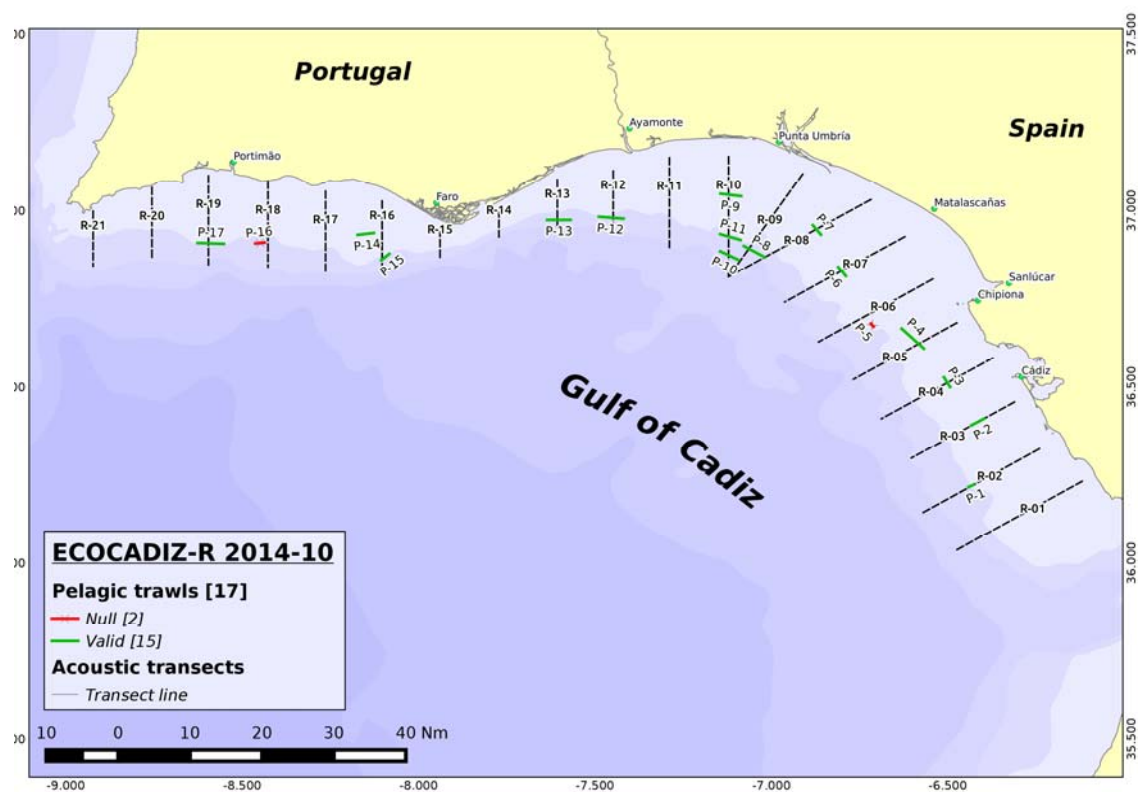 Portugal
Spain
Ayamonte
Punta Umbría
Portimão
Faro
Matalascañas
Sanlúcar
Chipiona
Cádiz
R-21
R-20
R-19
R-18
R-17
R-16
R-15
R-14
R-13
R-12
R-11
R-10
R-09
R-08
R-07
R-06
R-05
R-04
R-03
R-02
R-01
P-17
P-16
P-14
P-15
P-13
P-12
P-9
P-11
P-10
P-8
P-7
P-6
P-5
P-4
P-3
P-2
P-1
Gulf of Cadiz
ECOCADIZ-R 2014-10
Pelagic trawls [17]
Null [2]
Valid [15]
Acoustic transects
Transect line
10 0 10 20 30 40 Nm
-9.000 -8.500 -8.000 -7.500 -7.000 -6.500
37.500
37.000
36.500
36.000
35.500